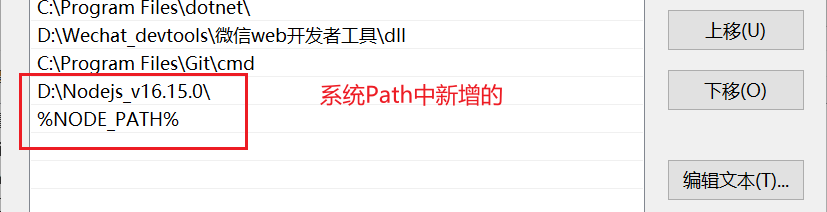 C:\Program Files\dotnet\
D:\Wechat_devtools\微信web开发者工具\dll
上移(U)
C:\Program Files\Git\cmd
D:\Nodejs_v16.15.0\
系统Path中新增的
下移(O)
%NODE_PATH%
编辑文本(T)...